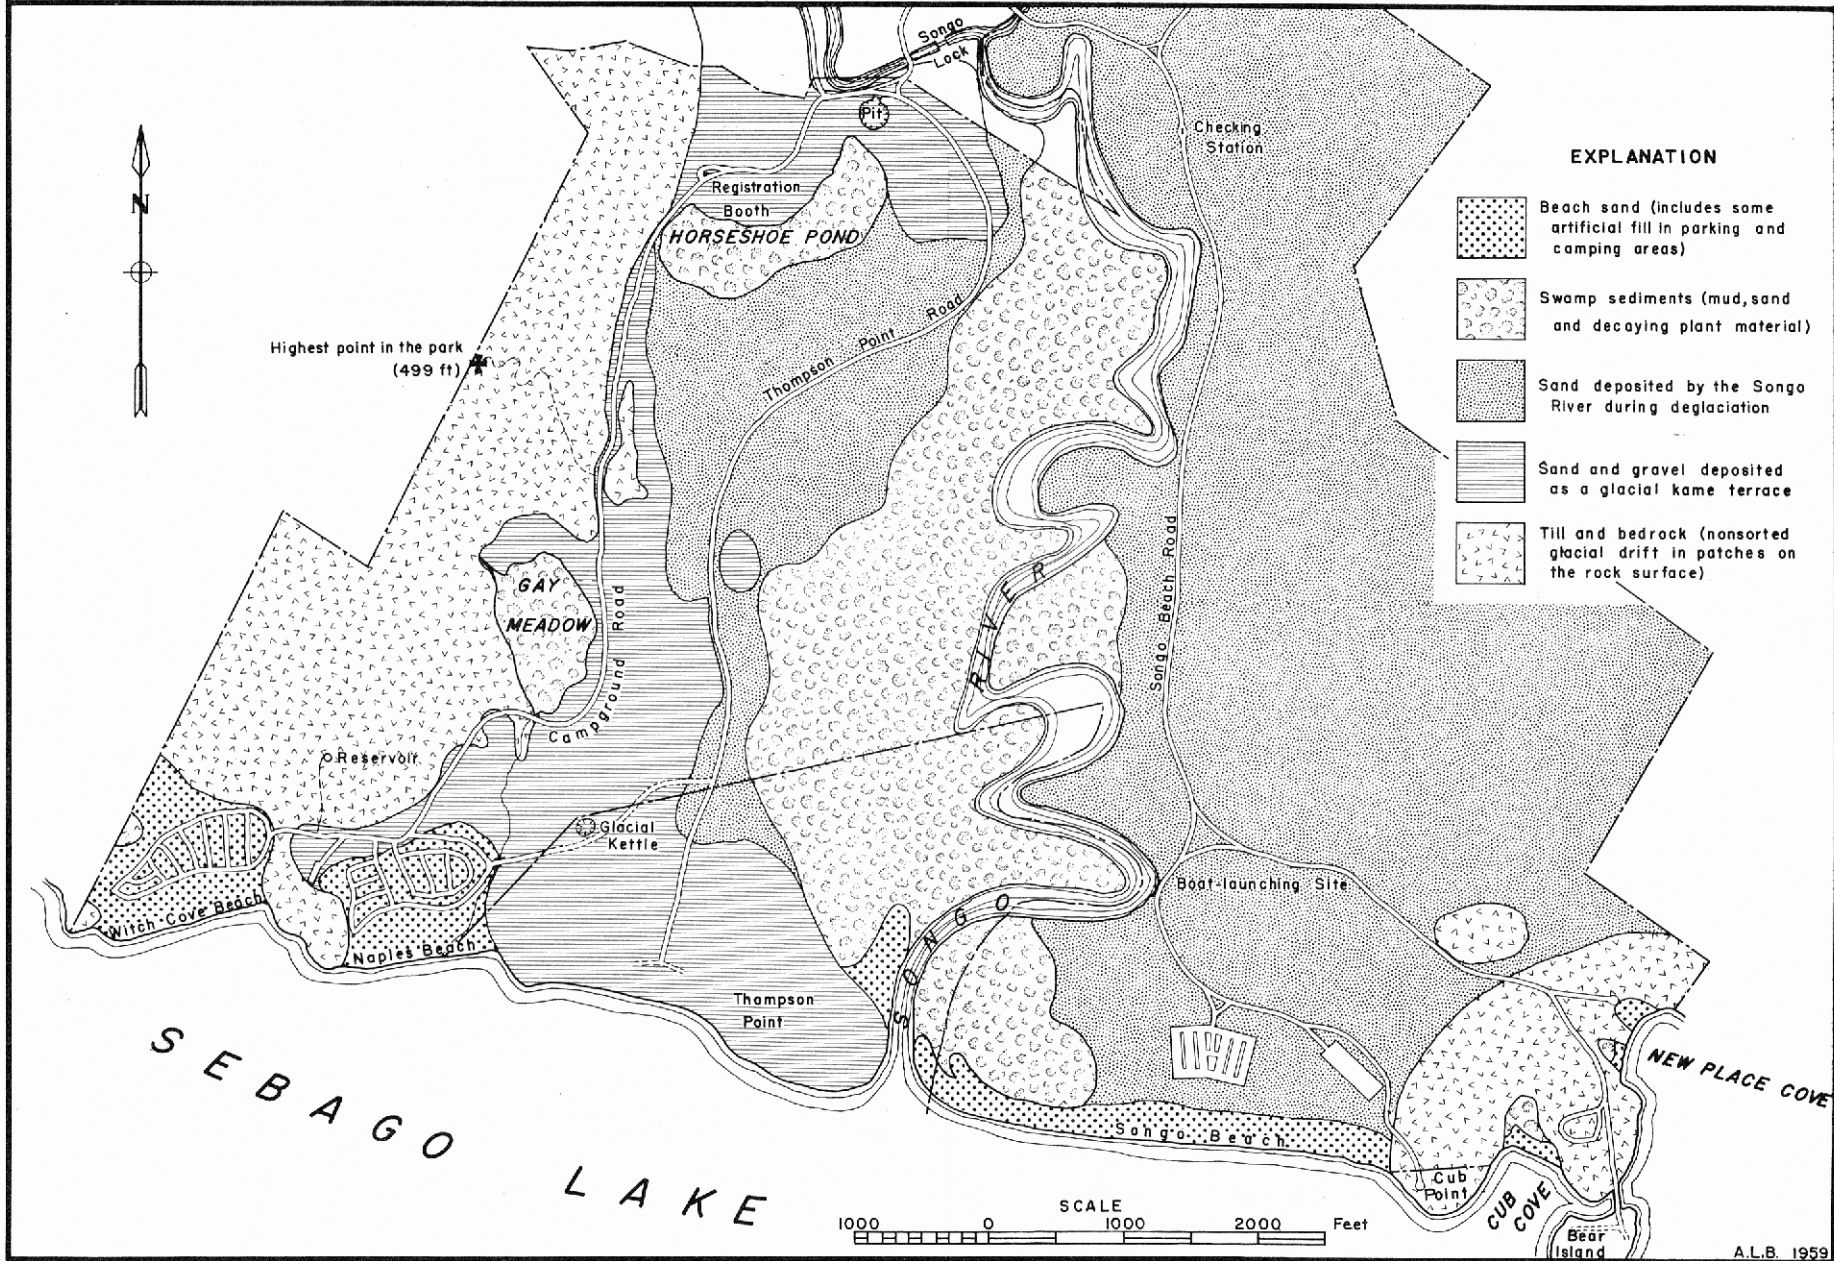 Songo
Lock
Pit
Checking
Station
Registration
Booth
HORSESHOE POND
Highest point in the park
(499 ft)
Thompson Point Road
EXPLANATION
Beach sand (includes some
artificial fill in parking and
camping areas)
Swamp sediments (mud, sand
and decaying plant material)
Sand deposited by the Songo
River during deglaciation
Sand and gravel deposited
as a glacial kame terrace
Till and bedrock (nonsorted
glacial drift in patches on
the rock surface)
N
GAY
MEADOW
Campground Road
Songo Beach Road
SONGO RIVER
Reservoir
Glacial
Kettle
Boat-launching Site
Witch Cove Beach
Naples Beach
Thompson
Point
Songo Beach
NEW PLACE COVE
Cub
Point
CUB
COVE
Bear
Island
SEBAGO LAKE
SCALE
1000 0 1000 2000 Feet
A.L.B. 1959